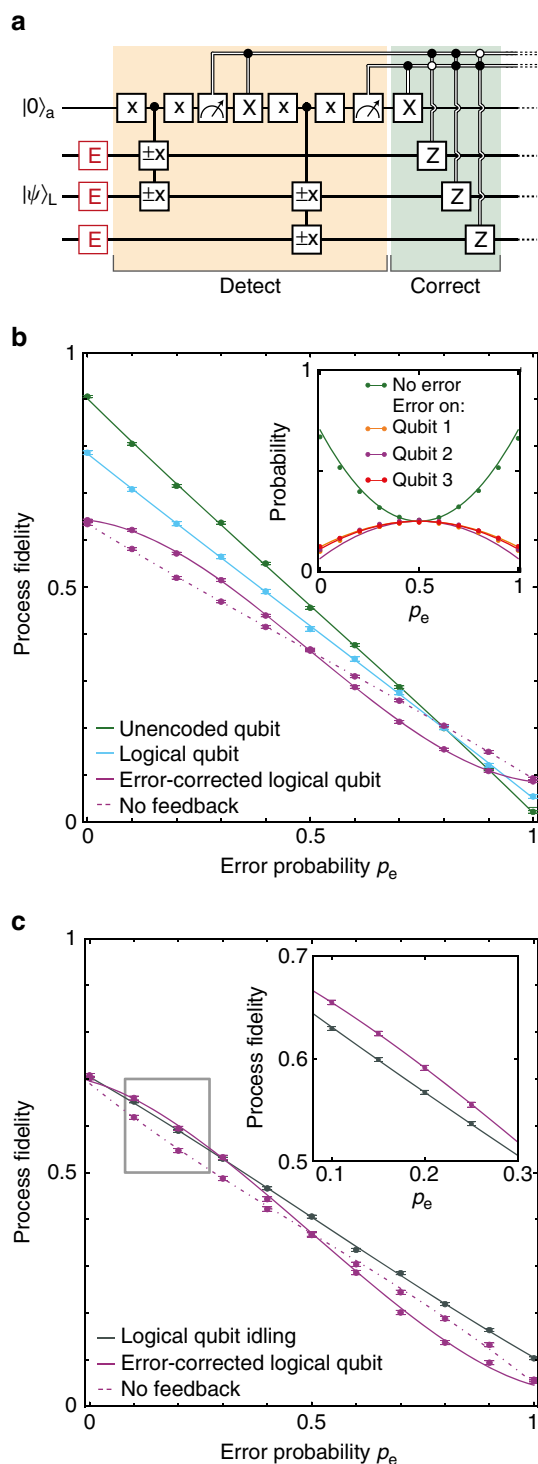 a
|0⟩a
x
x
X
x
x
X
E
±x
Z
|ψ⟩L
E
±x
±x
Z
E
±x
Z
Detect
Correct
b
1
0.5
0
Process fidelity
0
0.5
1
Error probability pe
Unencoded qubit
Logical qubit
Error-corrected logical qubit
No feedback
1
0
Probability
No error
Error on:
Qubit 1
Qubit 2
Qubit 3
0
0.5
1
pe
c
1
0.5
0
Process fidelity
0
0.5
1
Error probability pe
Logical qubit idling
Error-corrected logical qubit
No feedback
0.7
0.6
0.5
Process fidelity
0.1
0.2
0.3
pe